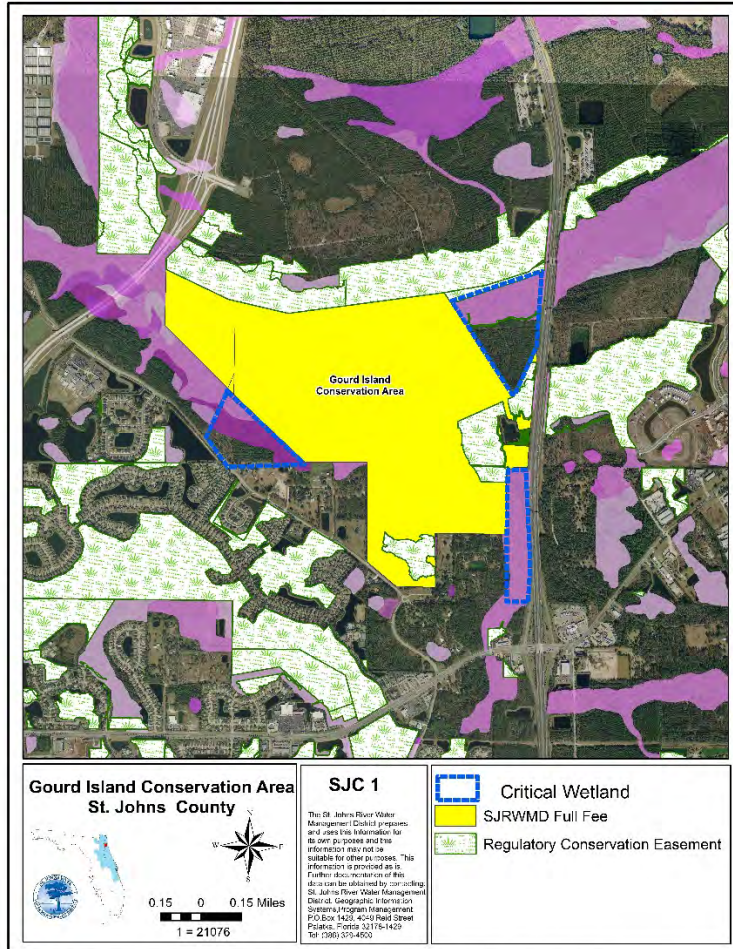 Gourd Island
Conservation Area
Gourd Island Conservation Area
St. Johns County
N
W
E
S
0.15 0 0.15 Miles
1 = 21076
SJC 1
The St. Johns River Water
Management District prepares
and uses this information for
its own purposes and this
information may not be
suitable for other purposes. This
information is provided as is.
Further documentation of this
data can be obtained by contacting:
St. Johns River Water Management
District, Geographic Information
Systems, Program Management
P.O.Box 1429, 4049 Reid Street
Palatka, Florida 32178-1429
Tel: (386) 329-4500
Critical Wetland
SJRWMD Full Fee
Regulatory Conservation Easement